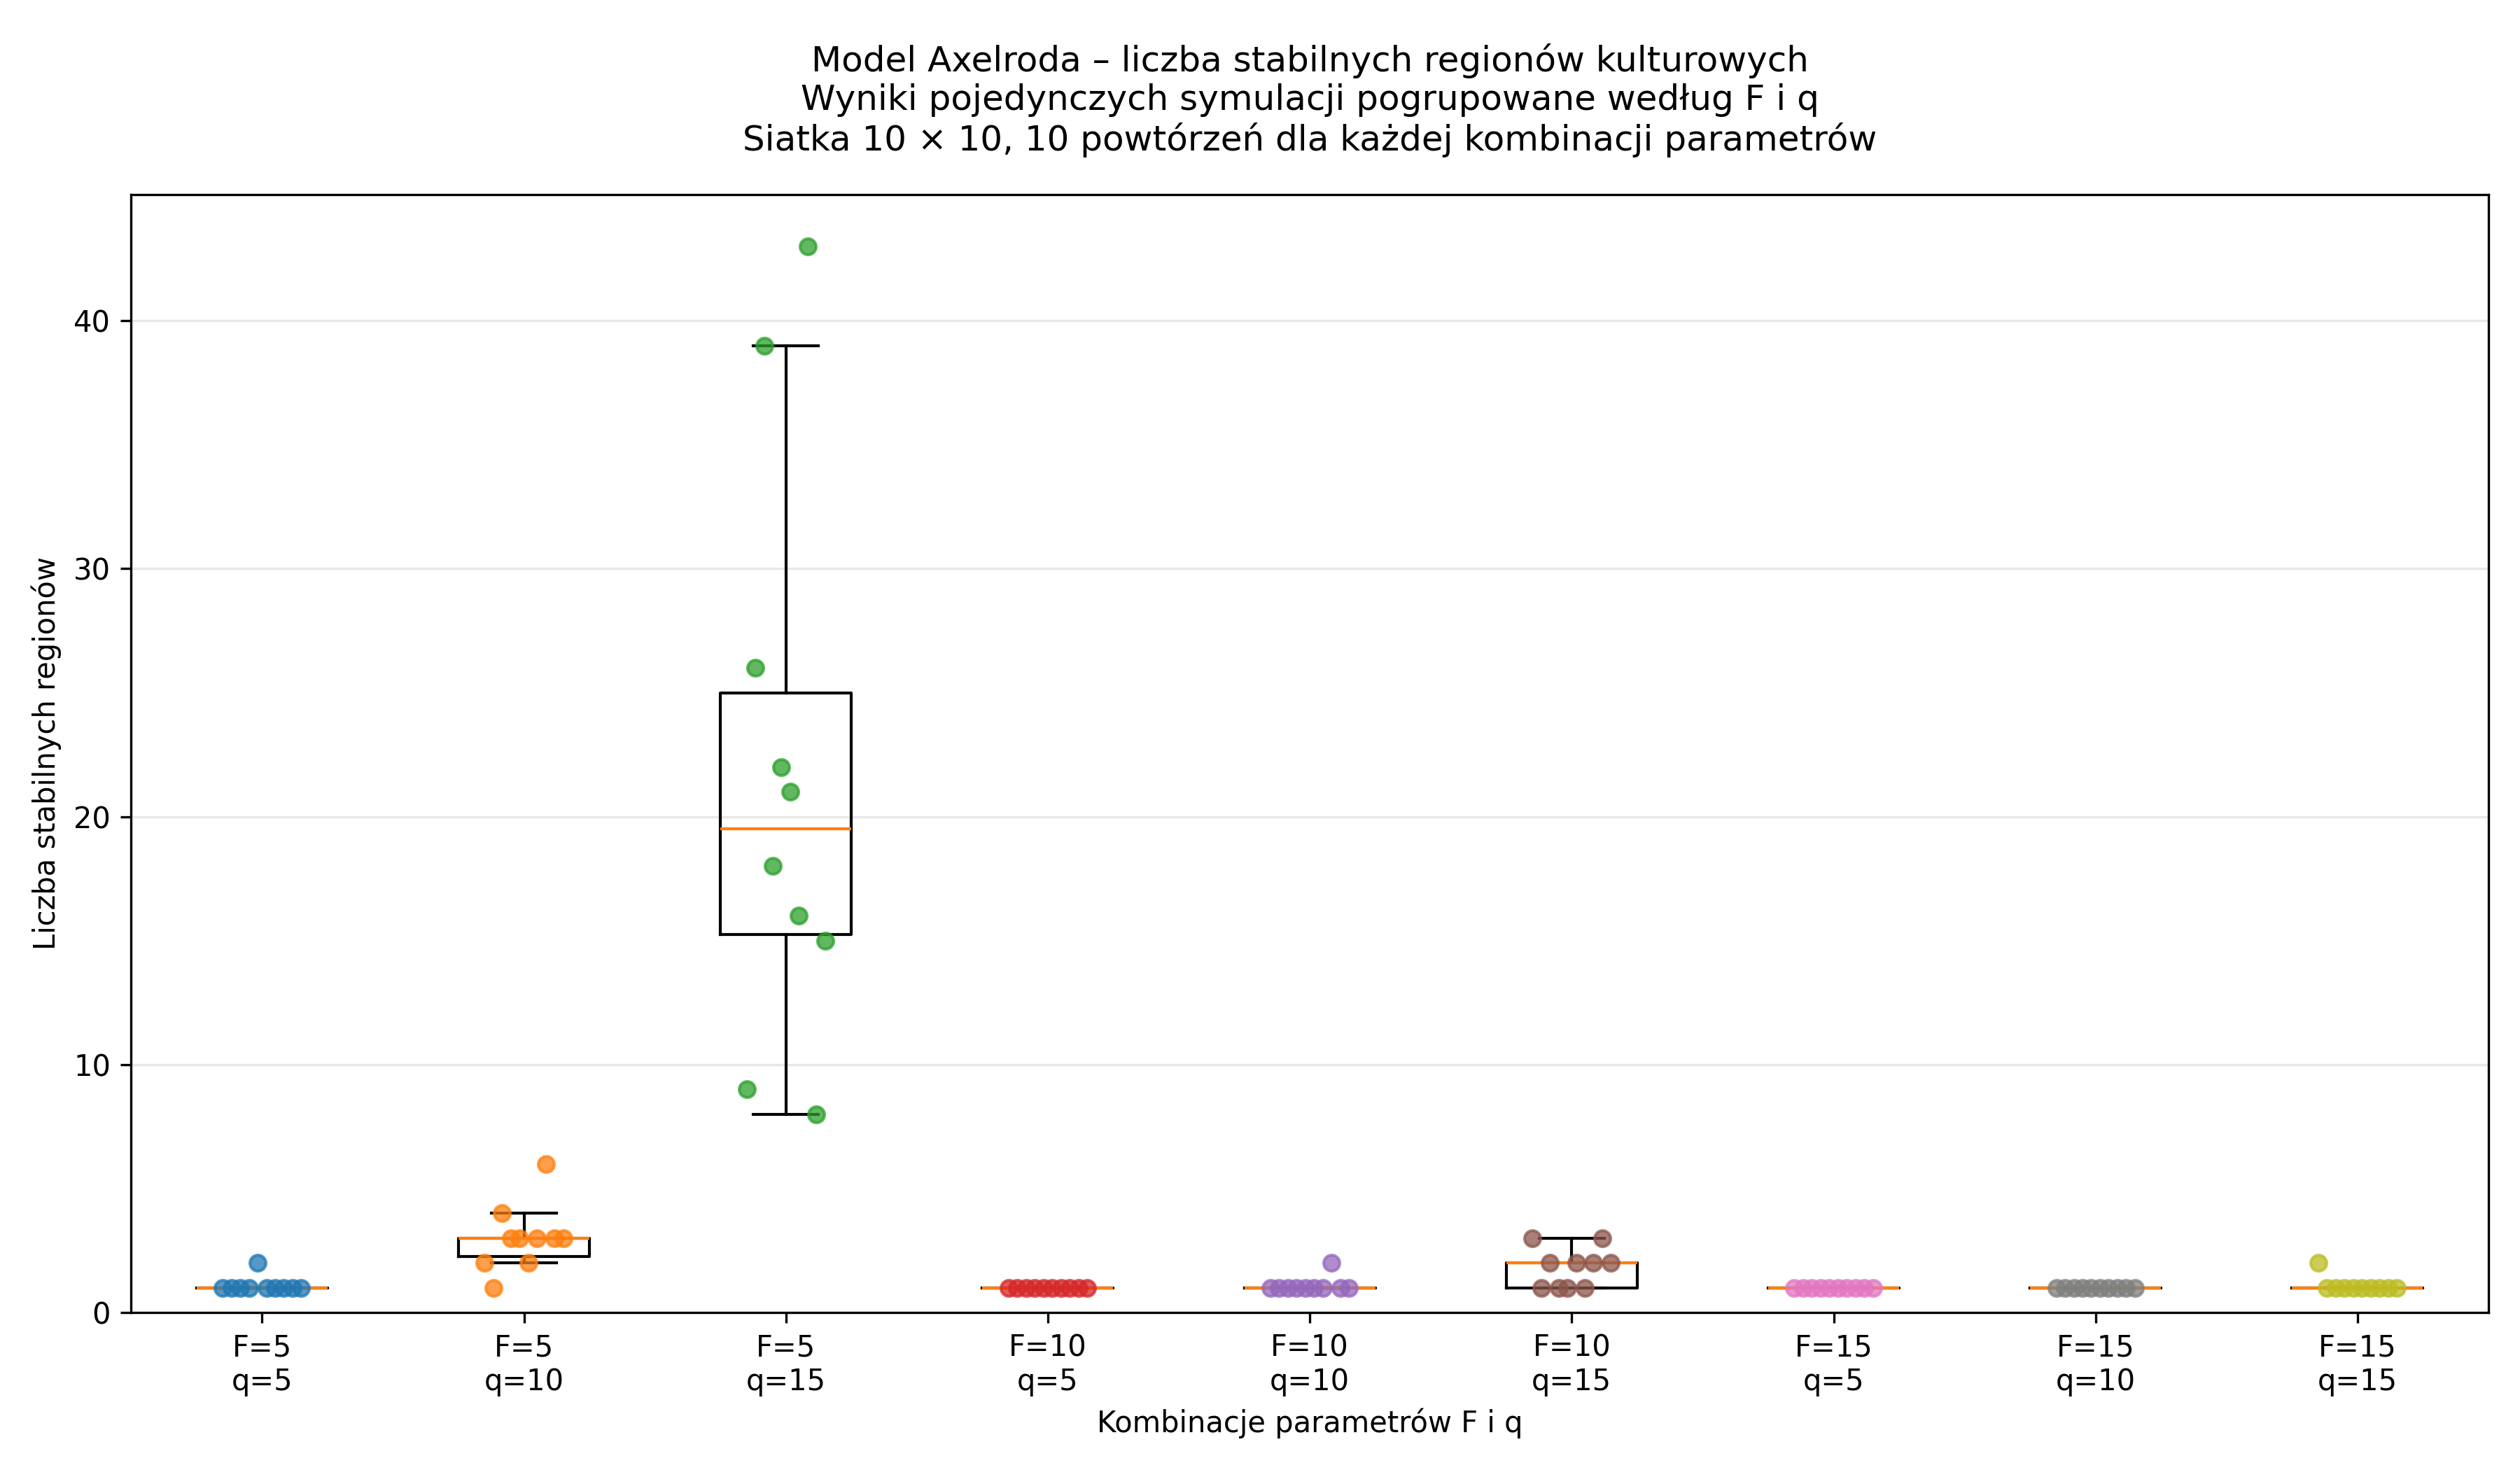 Model Axelroda – liczba stabilnych regionów kulturowych
Wyniki pojedynczych symulacji pogrupowane według F i q
Siatka 10 × 10, 10 powtórzeń dla każdej kombinacji parametrów
Liczba stabilnych regionów
40
30
20
10
0
F=5 F=5 F=5 F=10 F=10 F=10 F=15 F=15 F=15
q=5 q=10 q=15 q=5 q=10 q=15 q=5 q=10 q=15
Kombinacje parametrów F i q